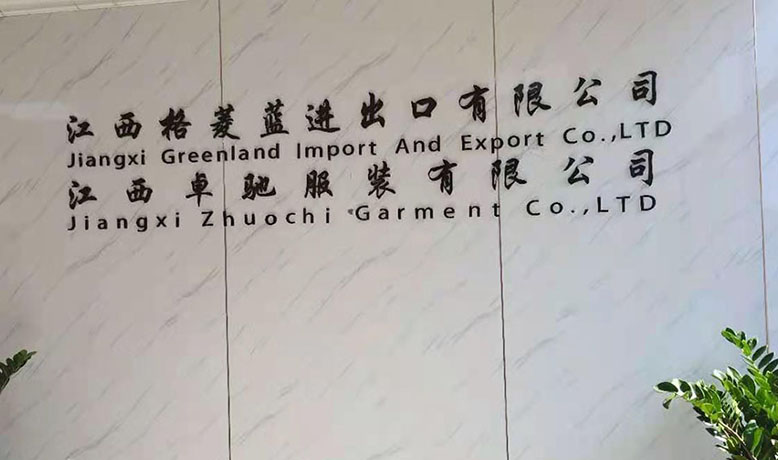 江西格菱蓝进出口有限公司
Jiangxi Greenland Import And Export Co.,LTD
江西卓驰服装有限公司
Jiangxi Zhuochi Garment Co.,LTD